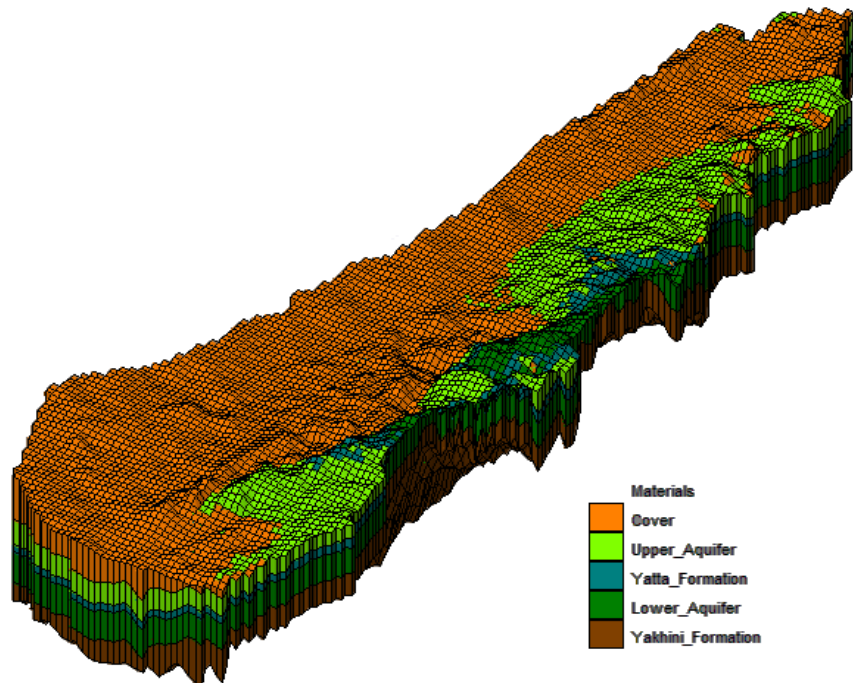 Materials
Cover
Upper_Aquifer
Yatta_Formation
Lower_Aquifer
Yakhini_Formation